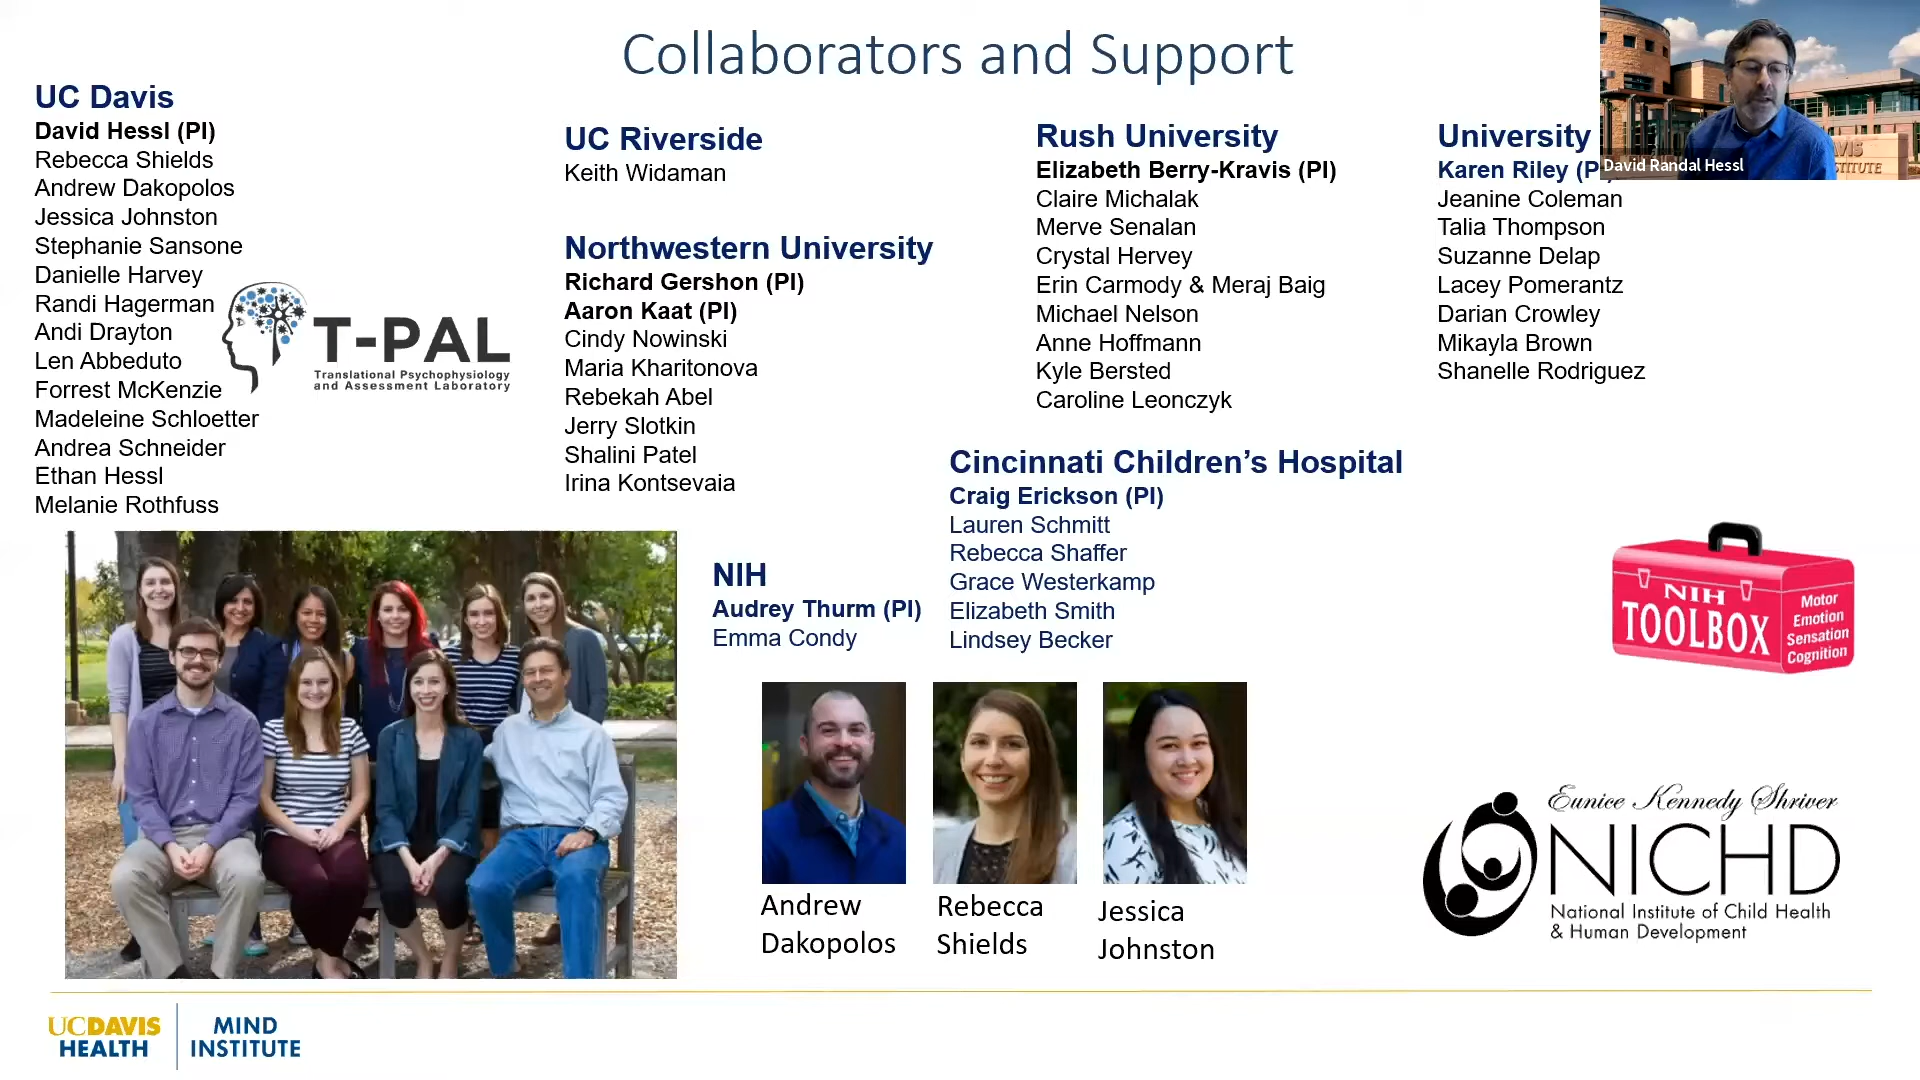 Collaborators and Support
UC Davis
David Hessl (PI)
Rebecca Shields
Andrew Dakopolos
Jessica Johnston
Stephanie Sansone
Danielle Harvey
Randi Hagerman
Andi Drayton
Len Abbeduto
Forrest McKenzie
Madeleine Schloetter
Andrea Schneider
Ethan Hessl
Melanie Rothfuss
T-PAL
Translational Psychophysiology
and Assessment Laboratory
UC Riverside
Keith Widaman
Northwestern University
Richard Gershon (PI)
Aaron Kaat (PI)
Cindy Nowinski
Maria Kharitonova
Rebekah Abel
Jerry Slotkin
Shalini Patel
Irina Kontsevaia
Rush University
Elizabeth Berry-Kravis (PI)
Claire Michalak
Merve Senalan
Crystal Hervey
Erin Carmody & Meraj Baig
Michael Nelson
Anne Hoffmann
Kyle Bersted
Caroline Leonczyk
University
Karen Riley (P
Jeanine Coleman
Talia Thompson
Suzanne Delap
Lacey Pomerantz
Darian Crowley
Mikayla Brown
Shanelle Rodriguez
David Randal Hessl
Cincinnati Children's Hospital
Craig Erickson (PI)
Lauren Schmitt
Rebecca Shaffer
Grace Westerkamp
Elizabeth Smith
Lindsey Becker
NIH
Audrey Thurm (PI)
Emma Condy
NIH
TOOLBOX
Motor
Emotion
Sensation
Cognition
Andrew
Dakopolos
Rebecca
Shields
Jessica
Johnston
Eunice Kennedy Shriver
NICHD
National Institute of Child Health
& Human Development
UCDAVIS
HEALTH
MIND
INSTITUTE